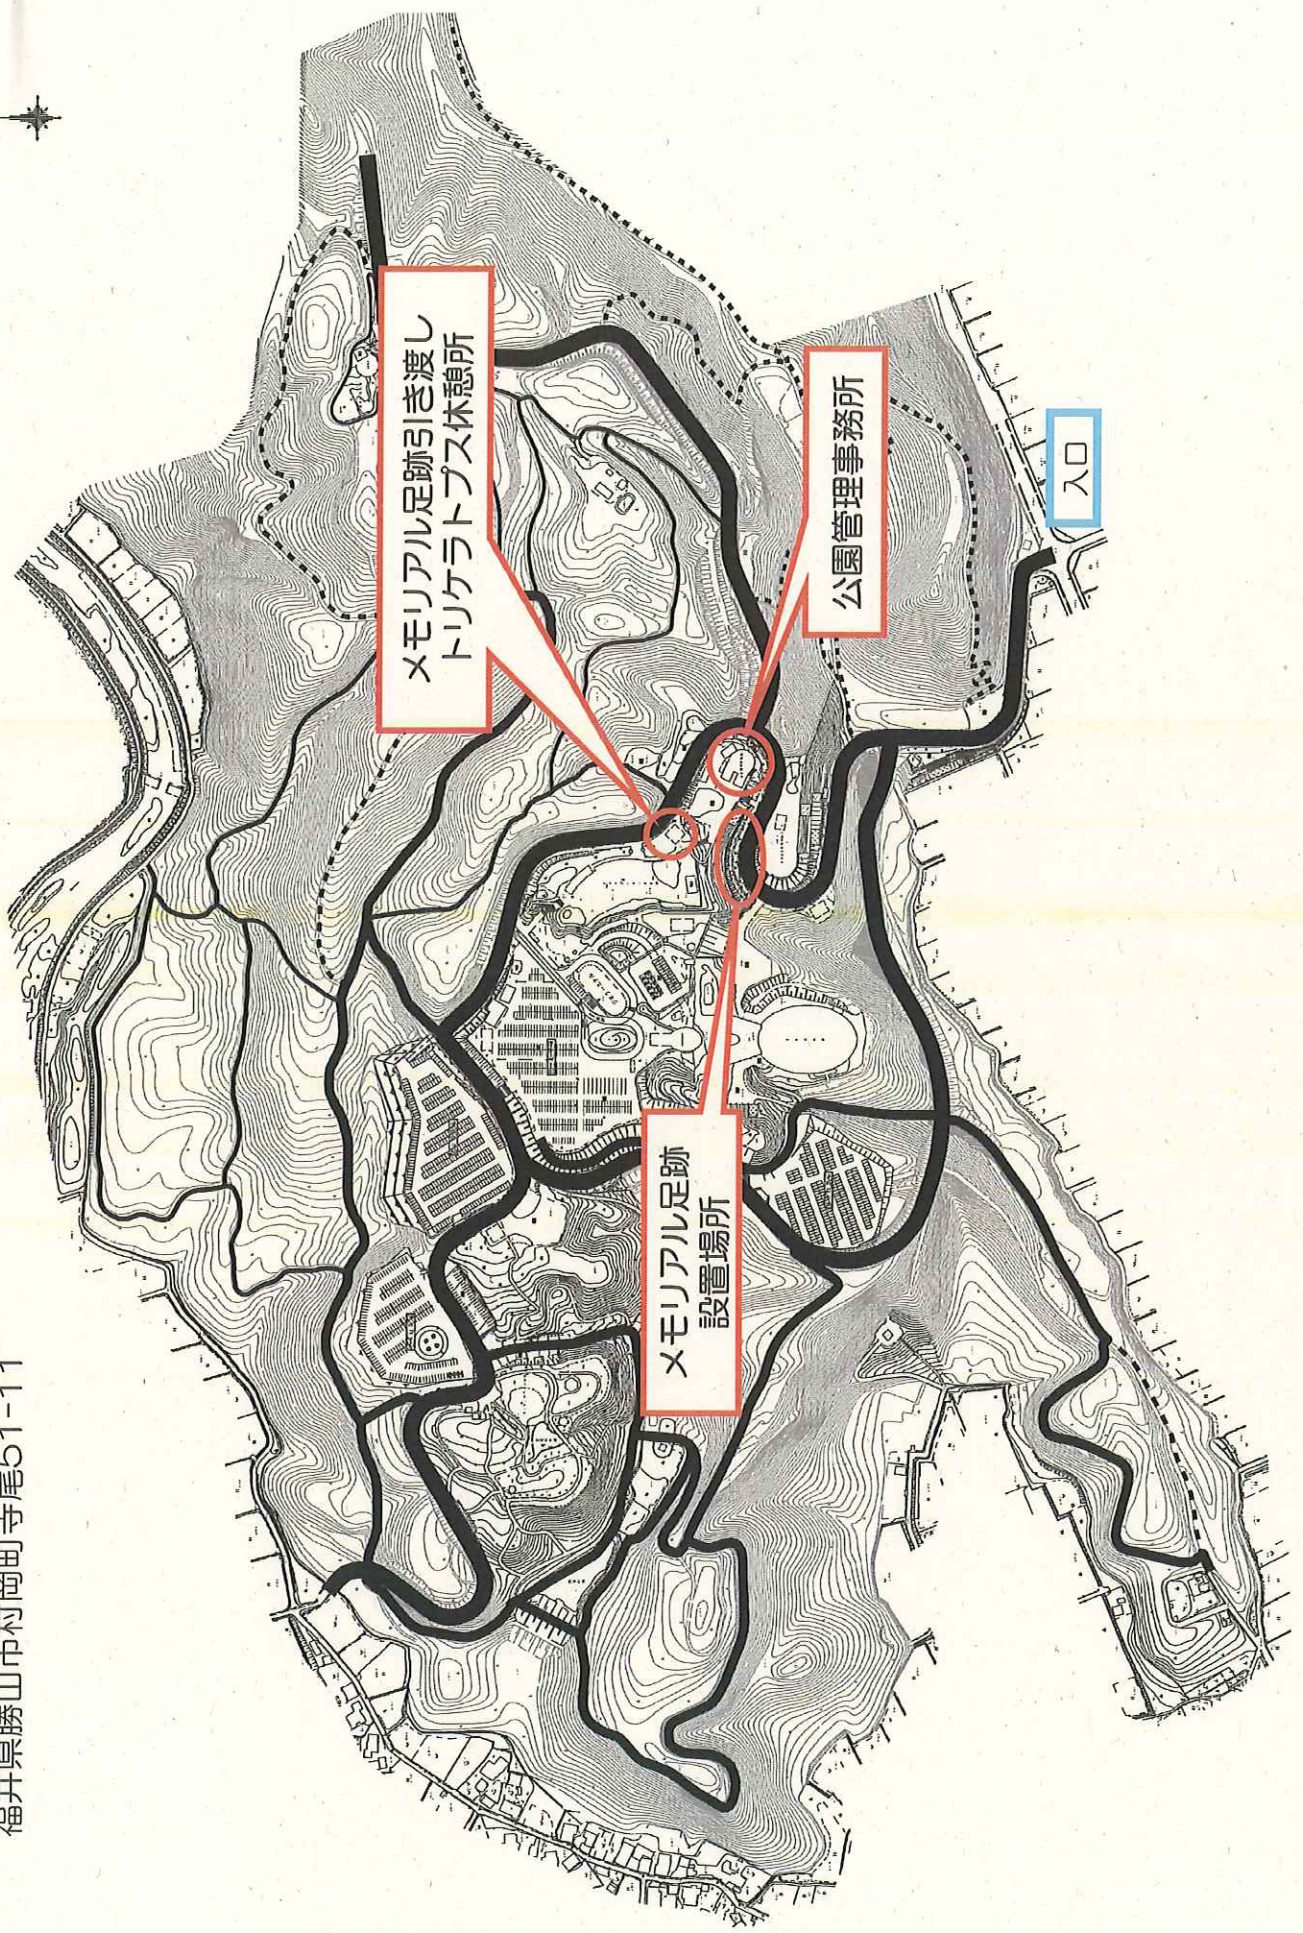 福井県勝山市村岡町寺尾51-11
メモリアル足跡引き渡し
トリケラトプス休憩所
公園管理事務所
入口
メモリアル足跡
設置場所